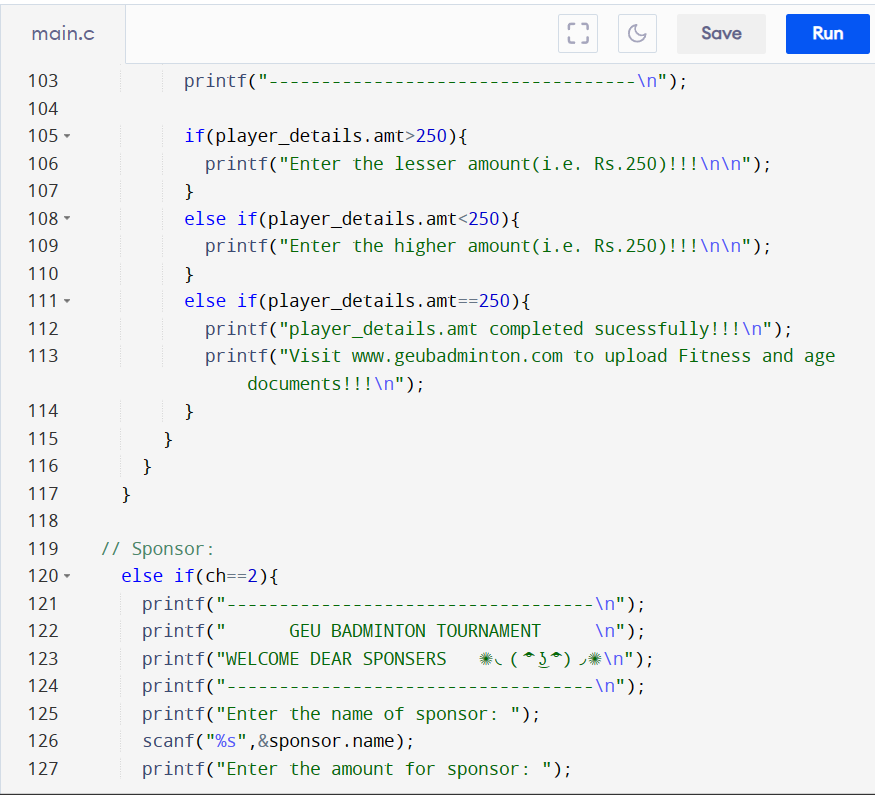 main.c
Save
Run
103 printf("-----------------------------------\n");
104
105 if(player_details.amt>250){
106 printf("Enter the lesser amount(i.e. Rs.250)!!!\n\n");
107 }
108 else if(player_details.amt<250){
109 printf("Enter the higher amount(i.e. Rs.250)!!!\n\n");
110 }
111 else if(player_details.amt==250){
112 printf("player_details.amt completed sucessfully!!!\n");
113 printf("Visit www.geubadminton.com to upload Fitness and age
documents!!!\n");
114 }
115 }
116 }
117 }
118
119 // Sponsor:
120 else if(ch==2){
121 printf("-----------------------------------\n");
122 printf("      GEU BADMINTON TOURNAMENT     \n");
123 printf("WELCOME DEAR SPONSERS   ✺◟(͡°͜ʖ͡°)◞✺\n");
124 printf("-----------------------------------\n");
125 printf("Enter the name of sponsor: ");
126 scanf("%s",&sponsor.name);
127 printf("Enter the amount for sponsor: ");